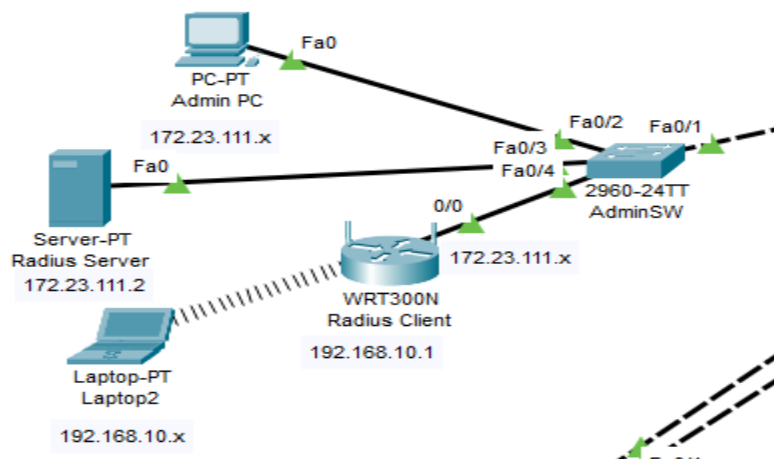 Fa0
PC-PT
Admin PC
172.23.111.x
Fa0/2
Fa0/1
Fa0/3
Fa0/4
2960-24TT
AdminSW
Fa0
Server-PT
Radius Server
172.23.111.2
0/0
172.23.111.x
WRT300N
Radius Client
192.168.10.1
Laptop-PT
Laptop2
192.168.10.x